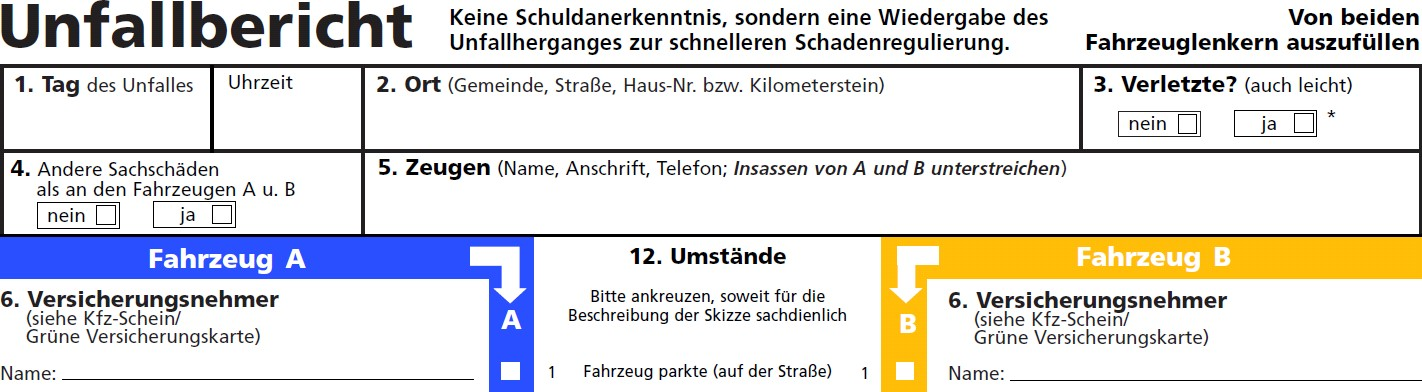 Unfallbericht
Keine Schuldanerkenntnis, sondern eine Wiedergabe des
Unfallherganges zur schnelleren Schadenregulierung.
Von beiden
Fahrzeuglenkern auszufüllen
1. Tag des Unfalles
Uhrzeit
2. Ort (Gemeinde, Straße, Haus-Nr. bzw. Kilometerstein)
3. Verletzte? (auch leicht)
nein ja *
4. Andere Sachschäden
als an den Fahrzeugen A u. B
nein ja
5. Zeugen (Name, Anschrift, Telefon; Insassen von A und B unterstreichen)
Fahrzeug A
6. Versicherungsnehmer
(siehe Kfz-Schein/
Grüne Versicherungskarte)
Name:
A
12. Umstände
Bitte ankreuzen, soweit für die
Beschreibung der Skizze sachdienlich
1 Fahrzeug parkte (auf der Straße) 1
B
Fahrzeug B
6. Versicherungsnehmer
(siehe Kfz-Schein/
Grüne Versicherungskarte)
Name: